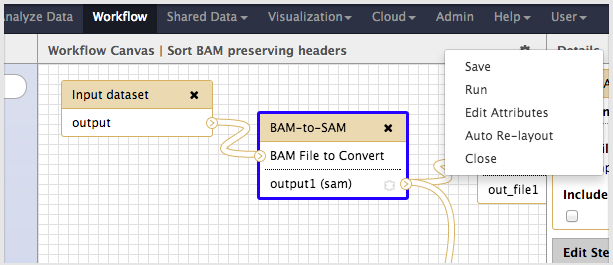 Analyze Data Workflow Shared Data Visualization Cloud Admin Help User
Workflow Canvas | Sort BAM preserving headers
Details
Save
Run
Edit Attributes
Auto Re-layout
Close
Input dataset
output
BAM-to-SAM
BAM File to Convert
output1 (sam)
out_file1
Include
Edit Ste